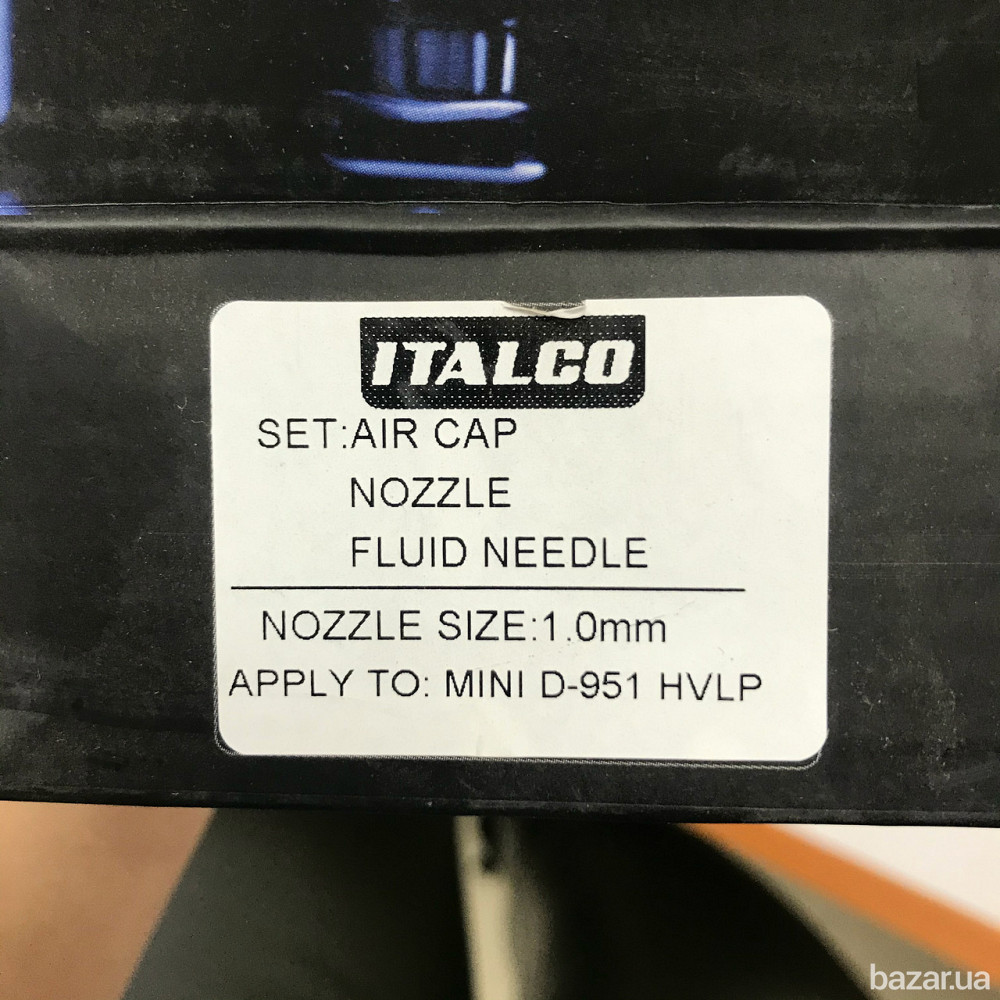 ITALCO
SET:AIR CAP
NOZZLE
FLUID NEEDLE
NOZZLE SIZE:1.0mm
APPLY TO: MINI D-951 HVLP
bazar.ua